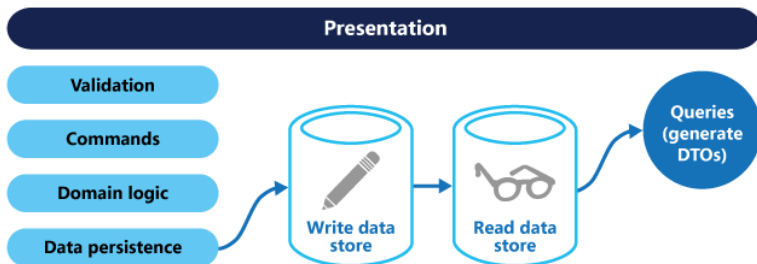 Presentation
Validation
Commands
Domain logic
Data persistence
Write data
store
Read data
store
Queries
(generate
DTOs)